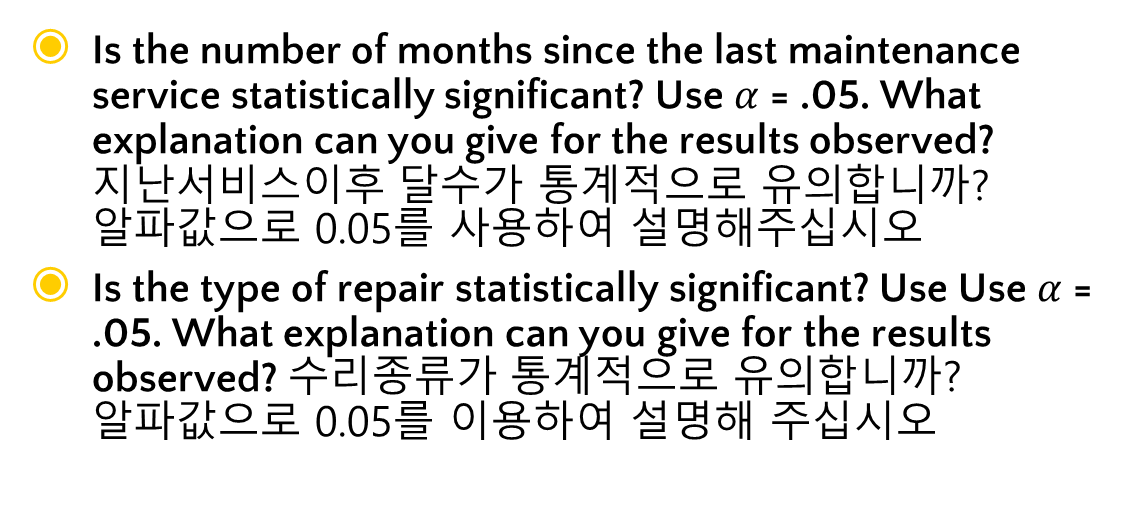 Is the number of months since the last maintenance
service statistically significant? Use α = .05. What
explanation can you give for the results observed?
지난서비스이후 달수가 통계적으로 유의합니까?
알파값으로 0.05를 사용하여 설명해주십시오
Is the type of repair statistically significant? Use Use α =
.05. What explanation can you give for the results
observed? 수리종류가 통계적으로 유의합니까?
알파값으로 0.05를 이용하여 설명해 주십시오